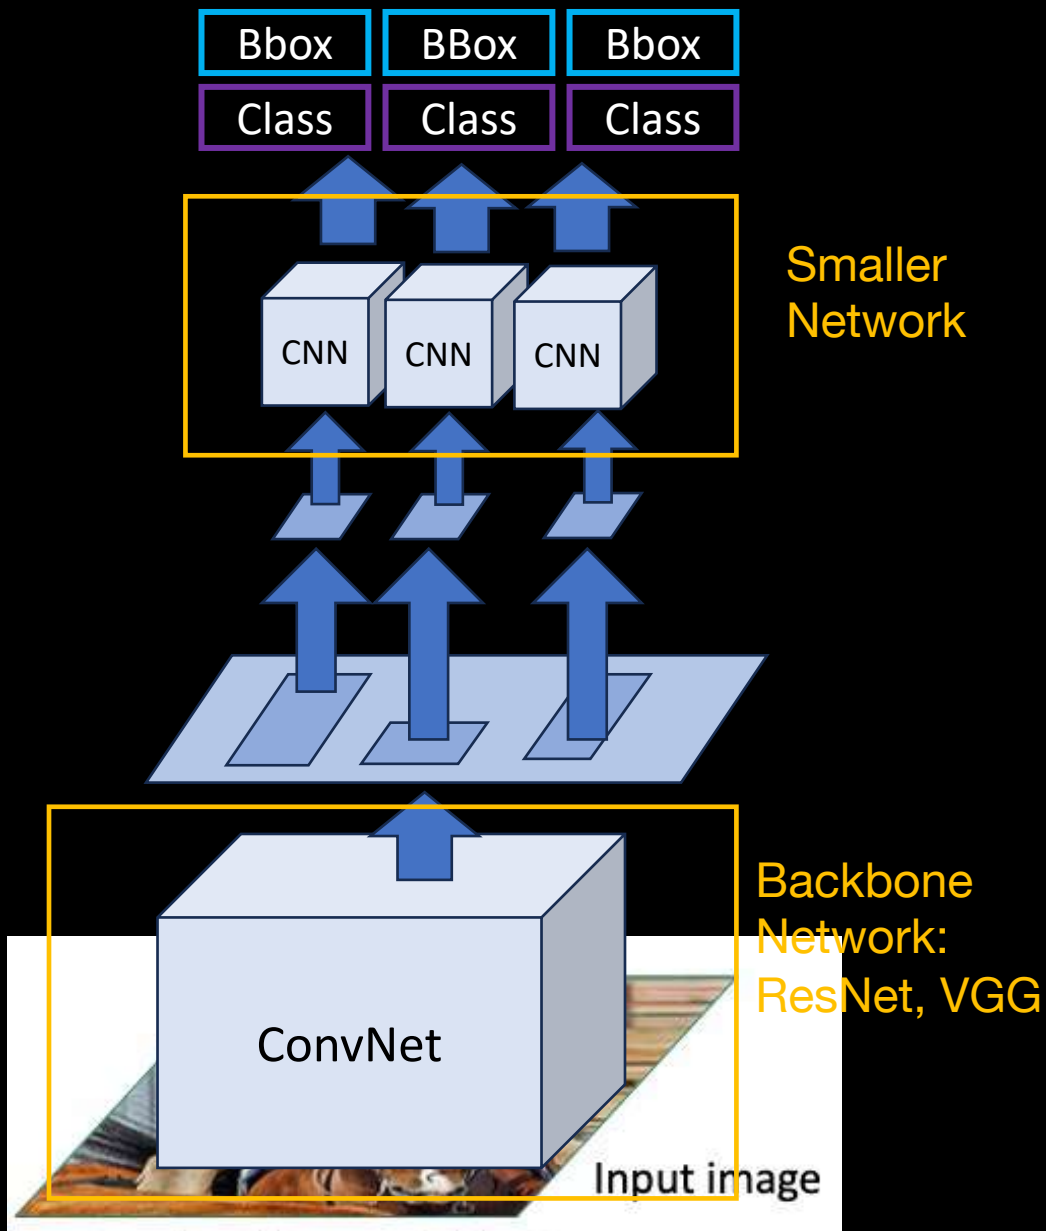 Bbox BBox Bbox
Class Class Class
Smaller
Network
CNN CNN CNN
Backbone
Network:
ResNet, VGG
ConvNet
Input image